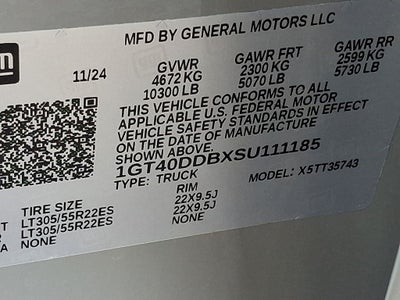 MFD BY GENERAL MOTORS LLC
gm
11/24 GVWR GAWR FRT GAWR RR
4672 KG 2300 KG 2599 KG
10300 LB 5070 LB 5730 LB
THIS VEHICLE CONFORMS TO ALL
APPLICABLE U.S. FEDERAL MOTOR
VEHICLE SAFETY STANDARDS IN EFFECT
ON THE DATE OF MANUFACTURE
SHOWN ABOVE.
1GT40DDBXSU111185
TYPE: TRUCK MODEL: X5TT35743
TIRE SIZE RIM
LT305/55R22ES 22X9.5J
LT305/55R22ES 22X9.5J
NONE NONE